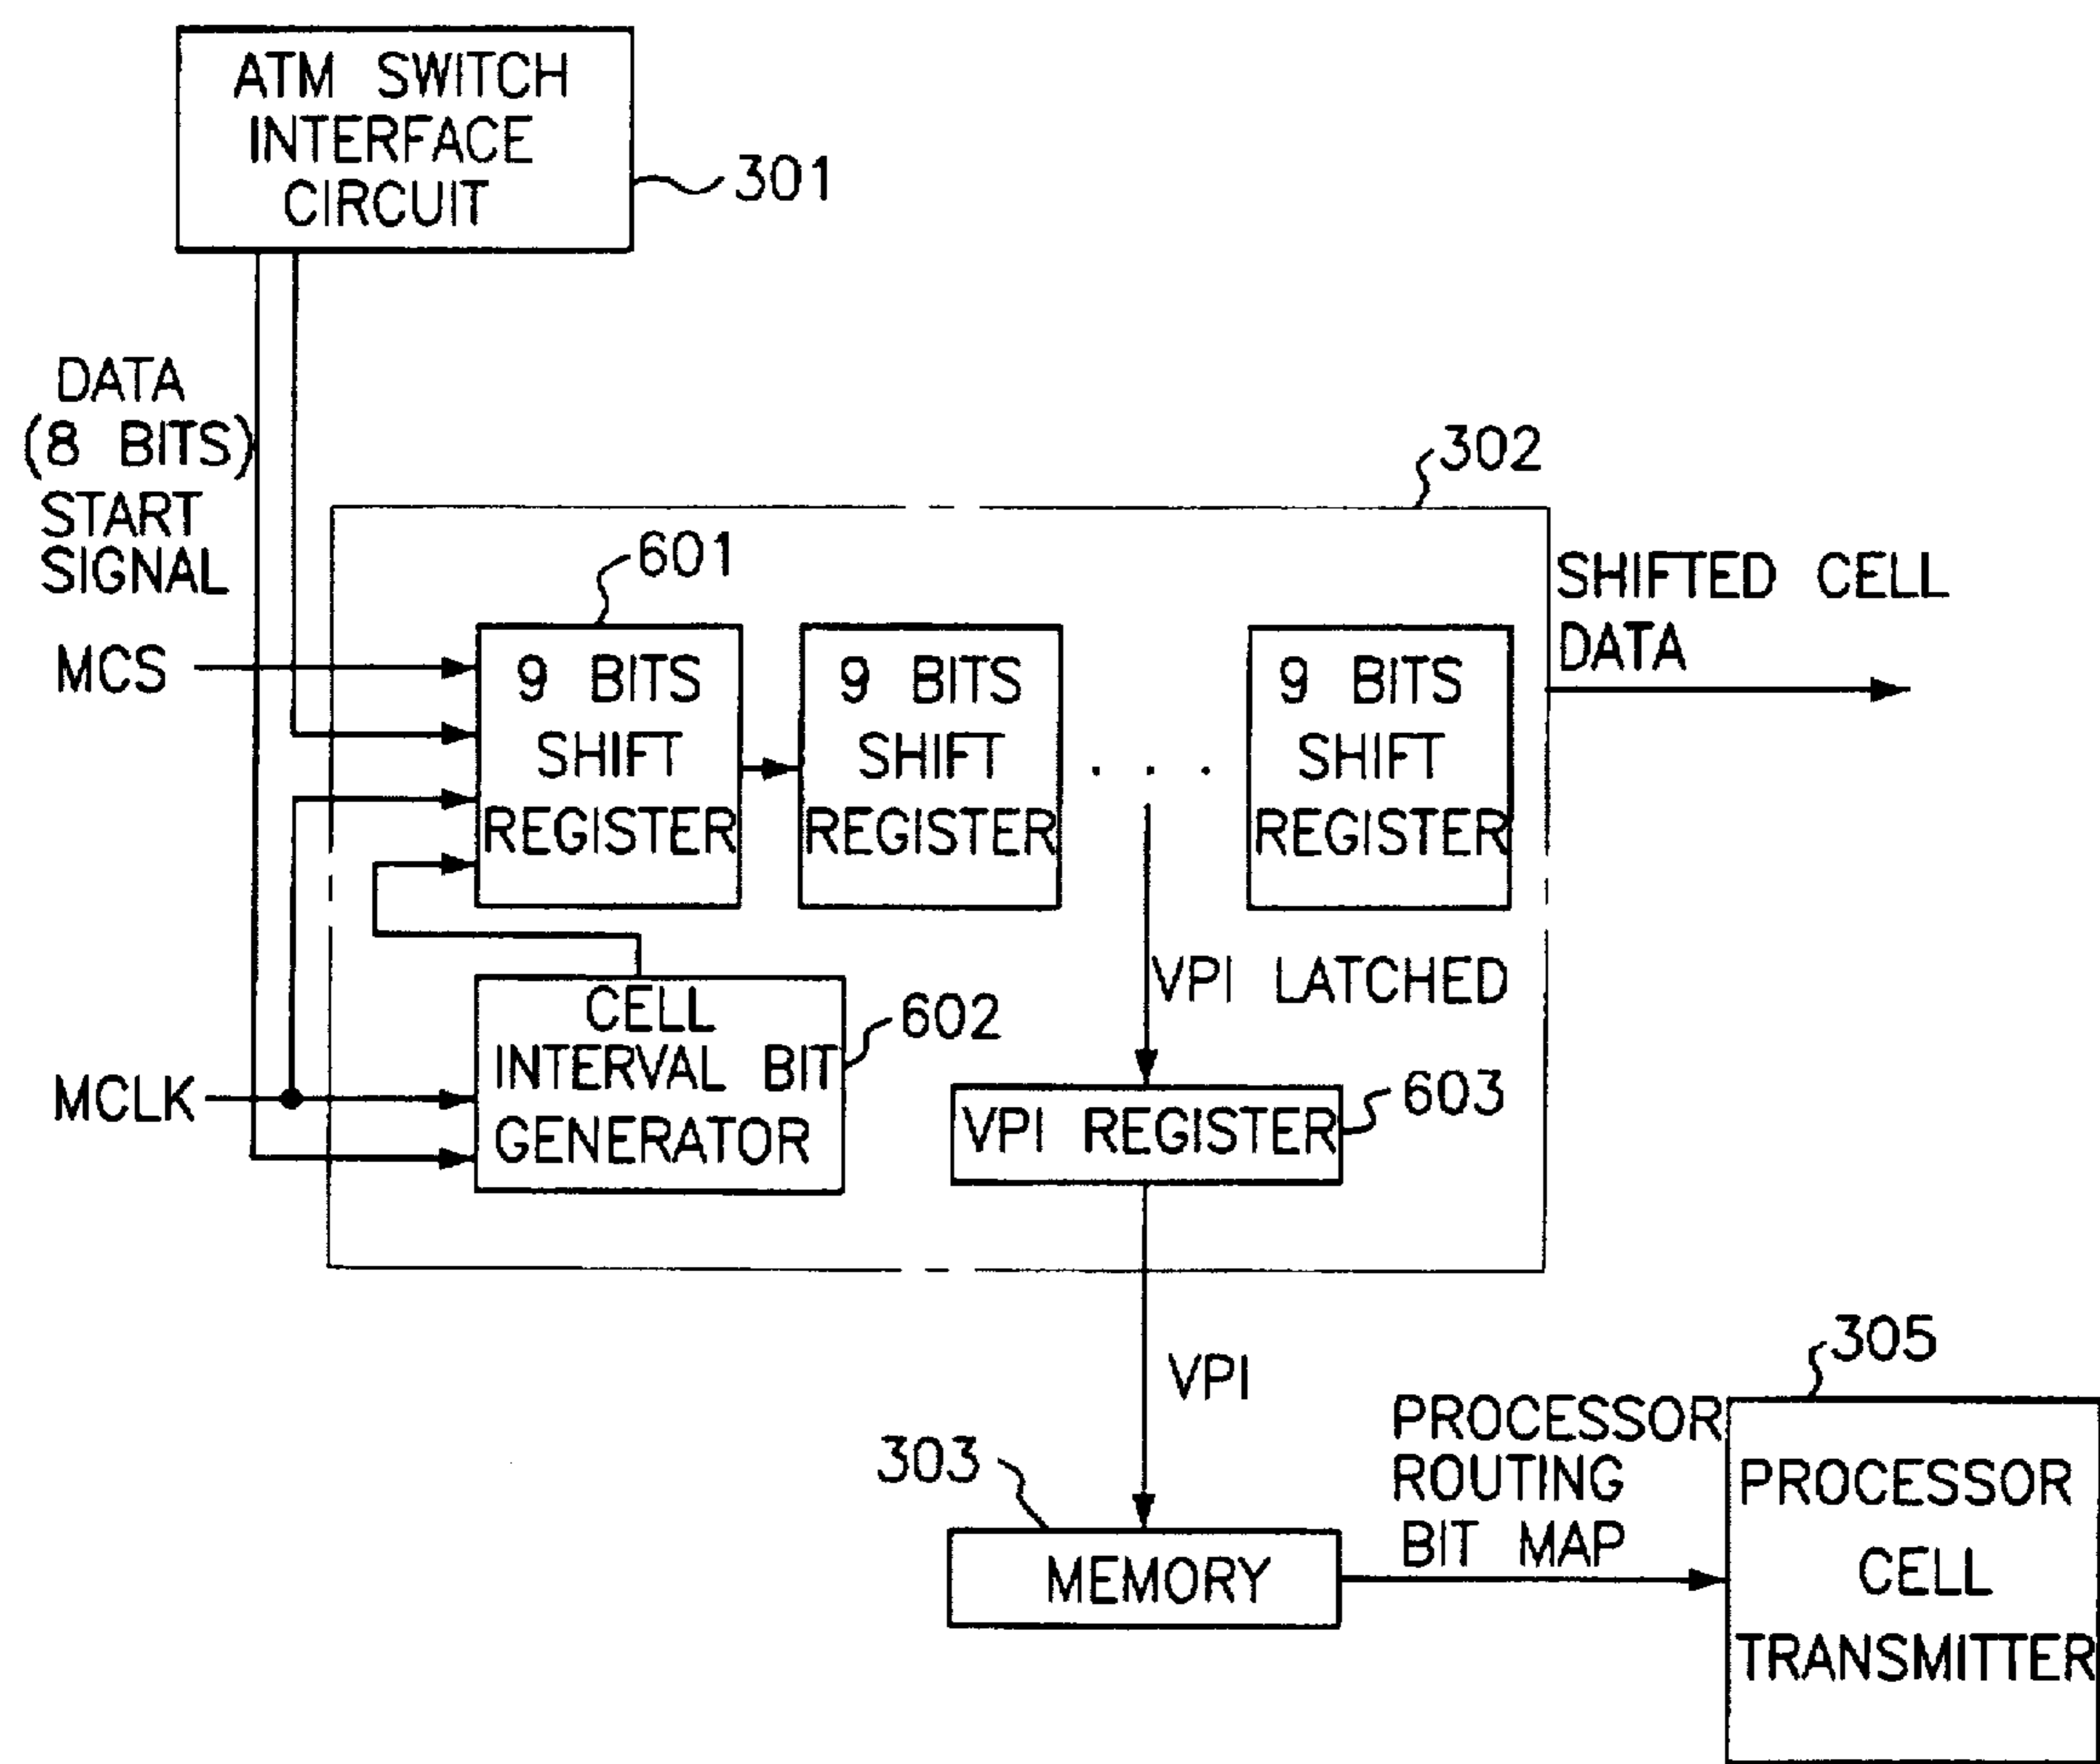 ATM SWITCH
INTERFACE
CIRCUIT
301
DATA
(8 BITS)
START
SIGNAL
302
601
SHIFTED CELL
DATA
MCS
9 BITS
SHIFT
REGISTER
9 BITS
SHIFT
REGISTER
. . .
9 BITS
SHIFT
REGISTER
VPI LATCHED
CELL
INTERVAL BIT
GENERATOR
602
MCLK
VPI REGISTER
603
VPI
305
303
MEMORY
PROCESSOR
ROUTING
BIT MAP
PROCESSOR
CELL
TRANSMITTER